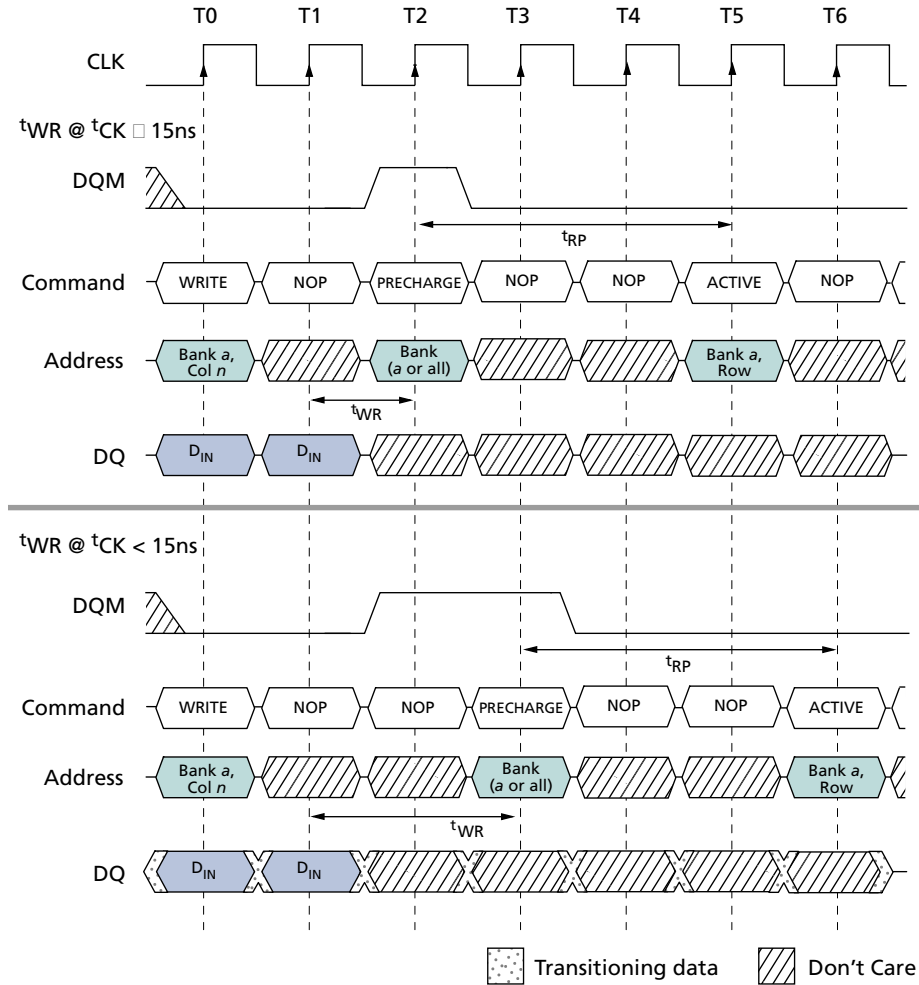 T0 T1 T2 T3 T4 T5 T6
CLK
tWR @ tCK □ 15ns
DQM
tRP
Command WRITE NOP PRECHARGE NOP NOP ACTIVE NOP
Address Bank a, Col n Bank (a or all) Bank a, Row
tWR
DQ DIN DIN
tWR @ tCK < 15ns
DQM
tRP
Command WRITE NOP NOP PRECHARGE NOP NOP ACTIVE
Address Bank a, Col n Bank (a or all) Bank a, Row
tWR
DQ DIN DIN
Transitioning data Don't Care